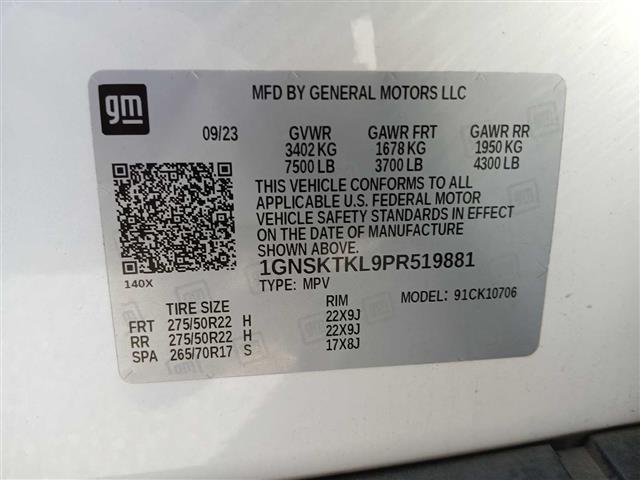 gm
MFD BY GENERAL MOTORS LLC
09/23 GVWR GAWR FRT GAWR RR
3402 KG 1678 KG 1950 KG
7500 LB 3700 LB 4300 LB
THIS VEHICLE CONFORMS TO ALL
APPLICABLE U.S. FEDERAL MOTOR
VEHICLE SAFETY STANDARDS IN EFFECT
ON THE DATE OF MANUFACTURE
SHOWN ABOVE.
1GNSKTKL9PR519881
140X
TYPE: MPV MODEL: 91CK10706
TIRE SIZE RIM
FRT 275/50R22 H 22X9J
RR 275/50R22 H 22X9J
SPA 265/70R17 S 17X8J